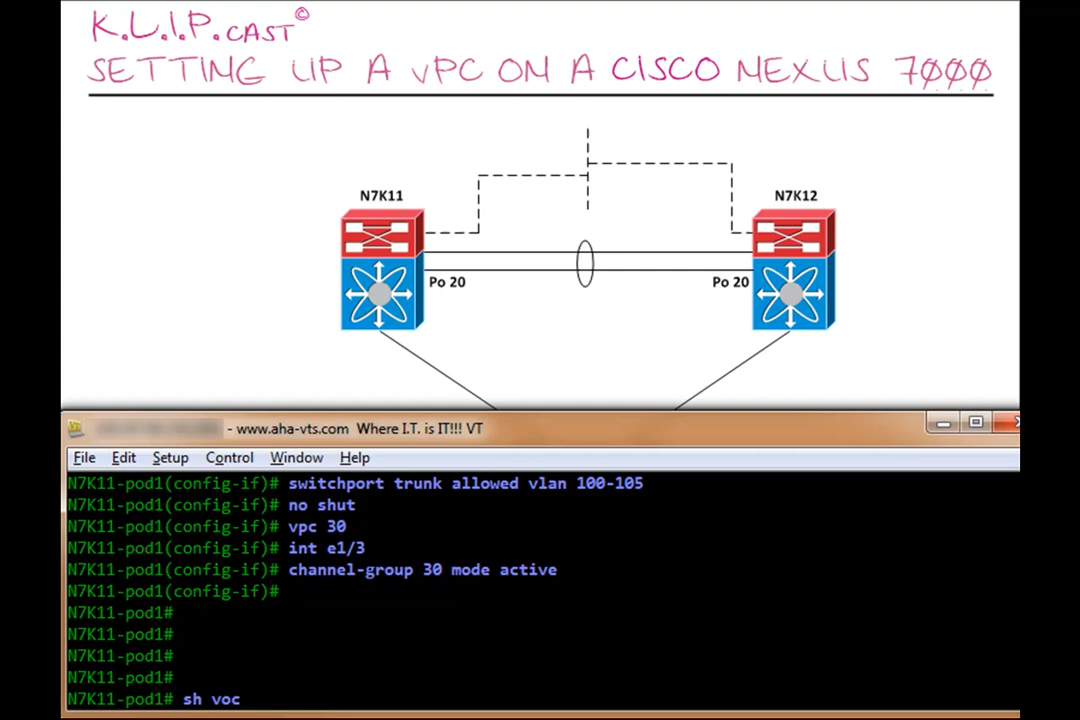 K.L.I.P.CAST©
SETTING UP A vPC ON A CISCO NEXUS 7000
N7K11
N7K12
Po 20
Po 20
- www.aha-vts.com Where I.T. is IT!!! VT
File Edit Setup Control Window Help
N7K11-pod1(config-if)# switchport trunk allowed vlan 100-105
N7K11-pod1(config-if)# no shut
N7K11-pod1(config-if)# vpc 30
N7K11-pod1(config-if)# int e1/3
N7K11-pod1(config-if)# channel-group 30 mode active
N7K11-pod1(config-if)#
N7K11-pod1#
N7K11-pod1#
N7K11-pod1#
N7K11-pod1#
N7K11-pod1# sh voc